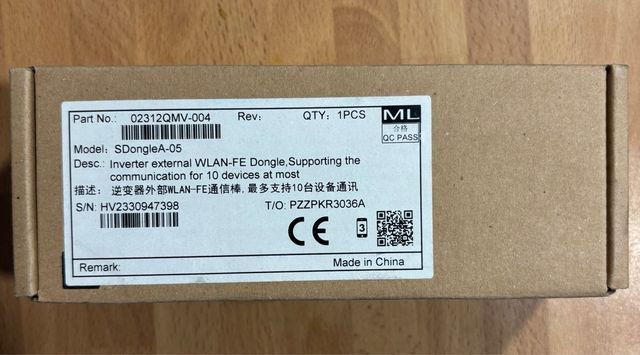 Part No.: 02312QMV-004 Rev: QTY: 1PCS ML
合格
QC PASS
Model: SDongleA-05
Desc.: Inverter external WLAN-FE Dongle,Supporting the
communication for 10 devices at most
描述: 逆变器外部WLAN-FE通信棒,最多支持10台设备通讯
S/N: HV2330947398 T/O: PZZPKR3036A
CE 3
Remark: Made in China